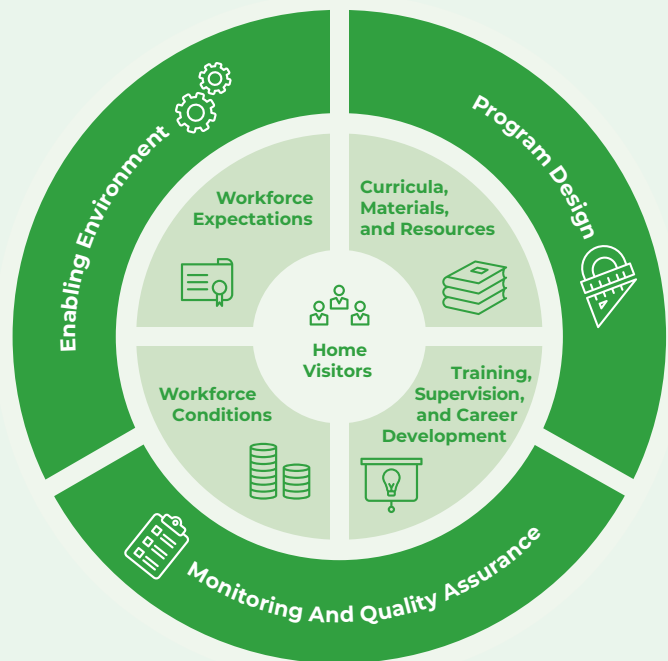 Enabling Environment
Program Design
Workforce
Expectations
Curricula,
Materials,
and Resources
Home
Visitors
Workforce
Conditions
Training,
Supervision,
and Career
Development
Monitoring And Quality Assurance